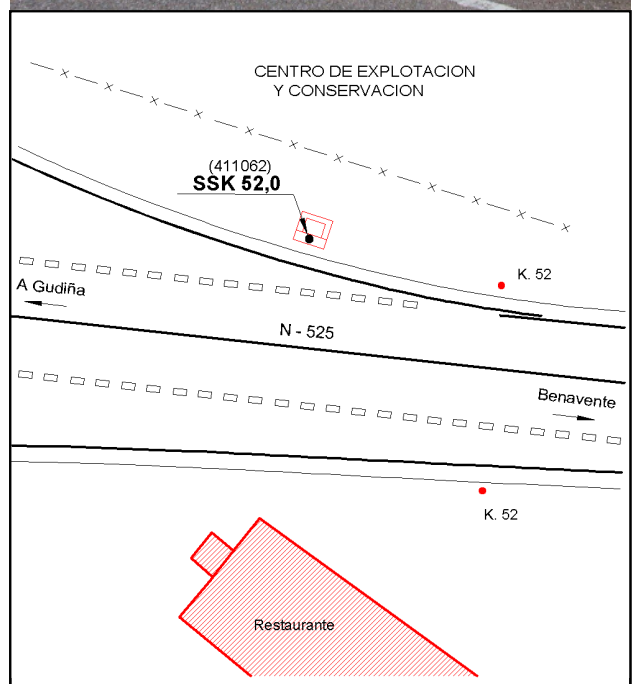 CENTRO DE EXPLOTACION
Y CONSERVACION
(411062)
SSK 52,0
K. 52
A Gudiña
N - 525
Benavente
K. 52
Restaurante